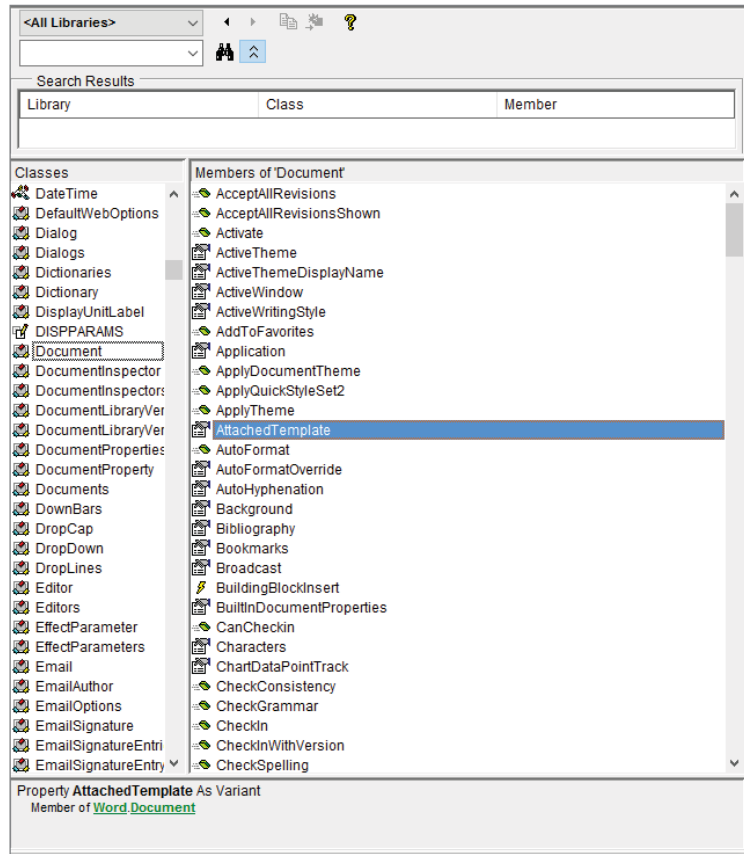 <All Libraries>
Search Results
Library Class Member
Classes
DateTime
DefaultWebOptions
Dialog
Dialogs
Dictionaries
Dictionary
DisplayUnitLabel
DISPPARAMS
Document
DocumentInspector
DocumentInspectors
DocumentLibraryVer
DocumentLibraryVer
DocumentProperties
DocumentProperty
Documents
DownBars
DropCap
DropDown
DropLines
Editor
Editors
EffectParameter
EffectParameters
Email
EmailAuthor
EmailOptions
EmailSignature
EmailSignatureEntri
EmailSignatureEntry
Members of 'Document'
AcceptAllRevisions
AcceptAllRevisionsShown
Activate
ActiveTheme
ActiveThemeDisplayName
ActiveWindow
ActiveWritingStyle
AddToFavorites
Application
ApplyDocumentTheme
ApplyQuickStyleSet2
ApplyTheme
AttachedTemplate
AutoFormat
AutoFormatOverride
AutoHyphenation
Background
Bibliography
Bookmarks
Broadcast
BuildingBlockInsert
BuiltInDocumentProperties
CanCheckin
Characters
ChartDataPointTrack
CheckConsistency
CheckGrammar
CheckIn
CheckInWithVersion
CheckSpelling
Property AttachedTemplate As Variant
Member of Word.Document